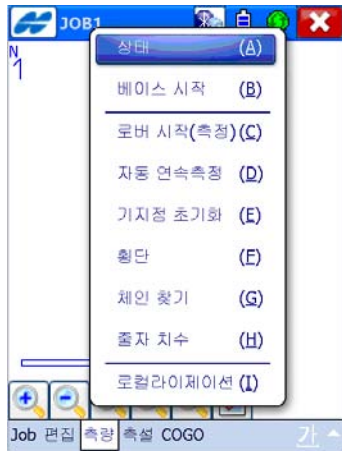 JOB1
N
상태 (A)
베이스 시작 (B)
로버 시작(측정)(C)
자동 연속측정 (D)
기지정 초기화 (E)
횡단 (F)
체인 찾기 (G)
줄자 치수 (H)
로컬라이제이션 (I)
Job 편집 측량 측설 COGO 가